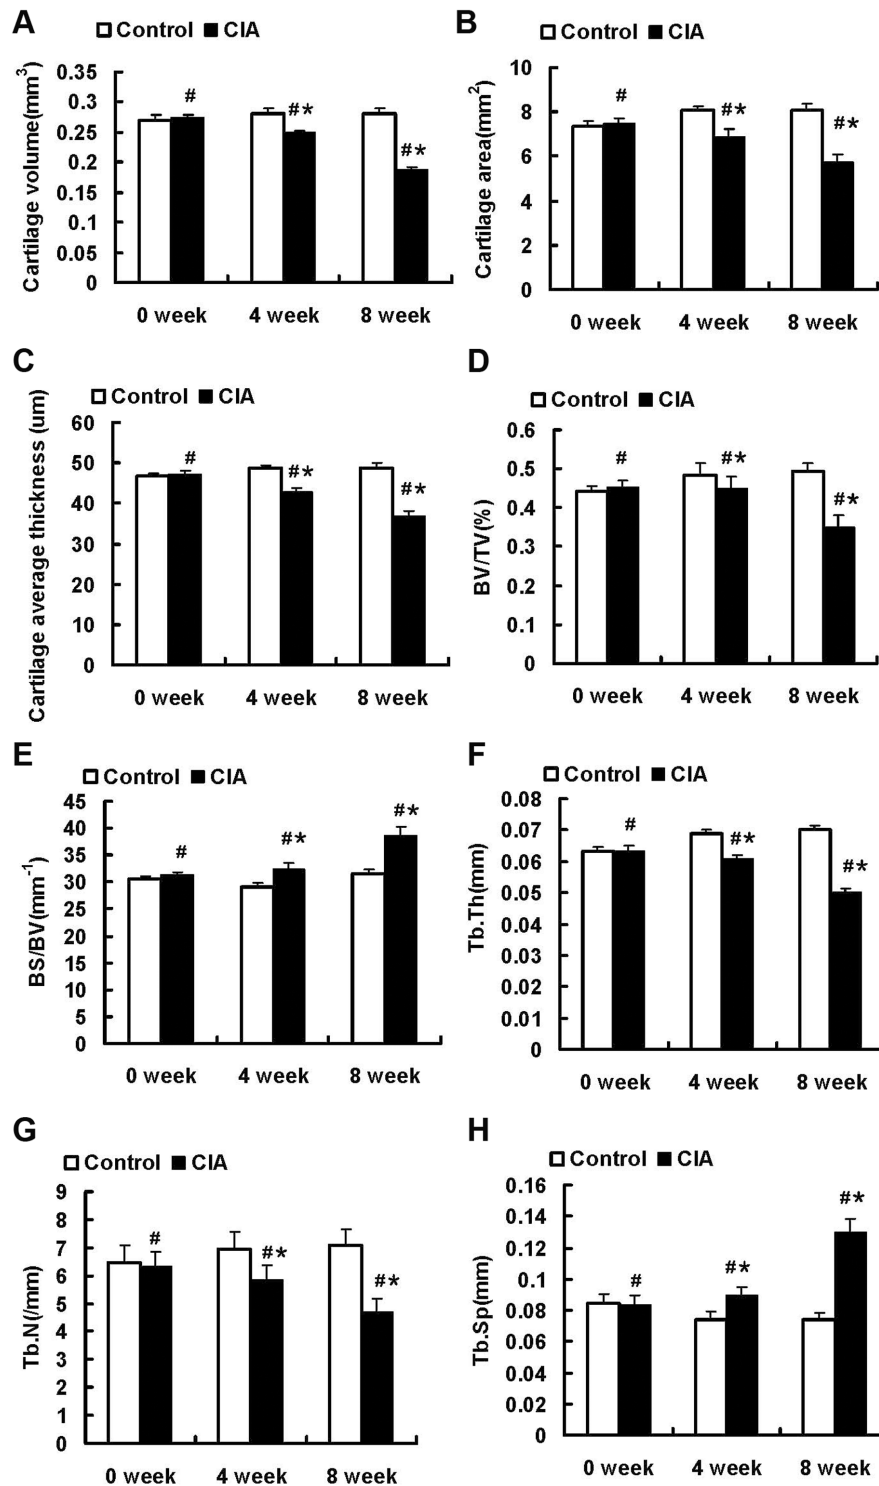 A
Control CIA
Cartilage volume(mm3)
0.35
0.3
0.25
0.2
0.15
0.1
0.05
0
#
#*
#*
0 week 4 week 8 week
B
Control CIA
Cartilage area(mm2)
10
8
6
4
2
0
#
#*
#*
0 week 4 week 8 week
C
Control CIA
Cartilage average thickness (um)
60
50
40
30
20
10
0
#
#*
#*
0 week 4 week 8 week
D
Control CIA
BV/TV(%)
0.6
0.5
0.4
0.3
0.2
0.1
0
#
#*
#*
0 week 4 week 8 week
E
Control CIA
BS/BV(mm-1)
45
40
35
30
25
20
15
10
5
0
#
#*
#*
0 week 4 week 8 week
F
Control CIA
Tb.Th(mm)
0.08
0.07
0.06
0.05
0.04
0.03
0.02
0.01
0
#
#*
#*
0 week 4 week 8 week
G
Control CIA
Tb.N(/mm)
9
8
7
6
5
4
3
2
1
0
#
#*
#*
0 week 4 week 8 week
H
Control CIA
Tb.Sp(mm)
0.16
0.14
0.12
0.1
0.08
0.06
0.04
0.02
0
#
#*
#*
0 week 4 week 8 week